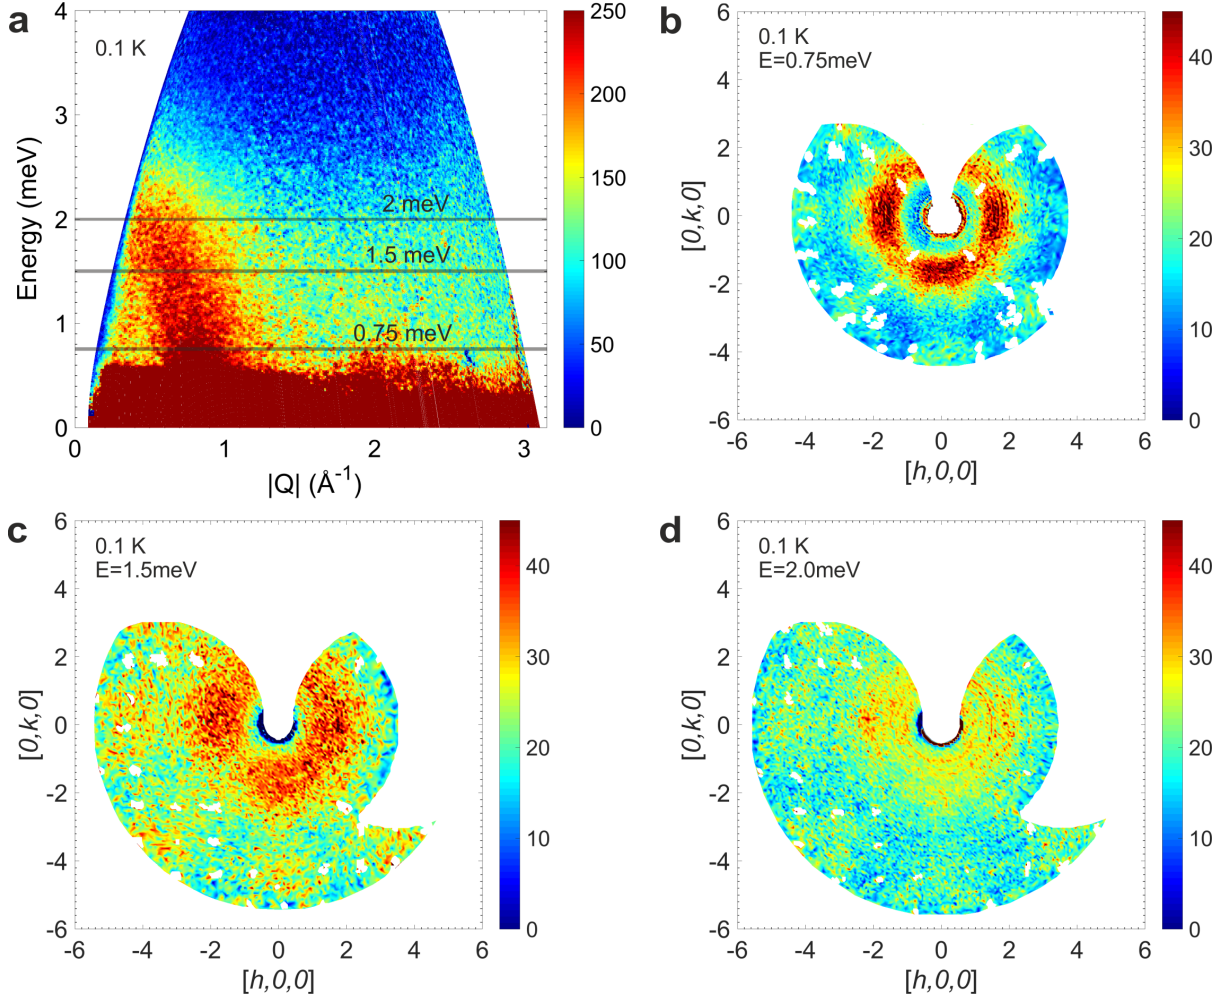 a
0.1 K
2 meV
1.5 meV
0.75 meV
Energy (meV)
4
3
2
1
0
0 1 2 3
|Q| (Å-1)
250
200
150
100
50
0
b
0.1 K
E=0.75meV
[0,k,0]
6
4
2
0
-2
-4
-6
-6 -4 -2 0 2 4 6
[h,0,0]
40
30
20
10
0
c
0.1 K
E=1.5meV
[0,k,0]
6
4
2
0
-2
-4
-6
-6 -4 -2 0 2 4 6
[h,0,0]
40
30
20
10
0
d
0.1 K
E=2.0meV
[0,k,0]
6
4
2
0
-2
-4
-6
-6 -4 -2 0 2 4 6
[h,0,0]
40
30
20
10
0